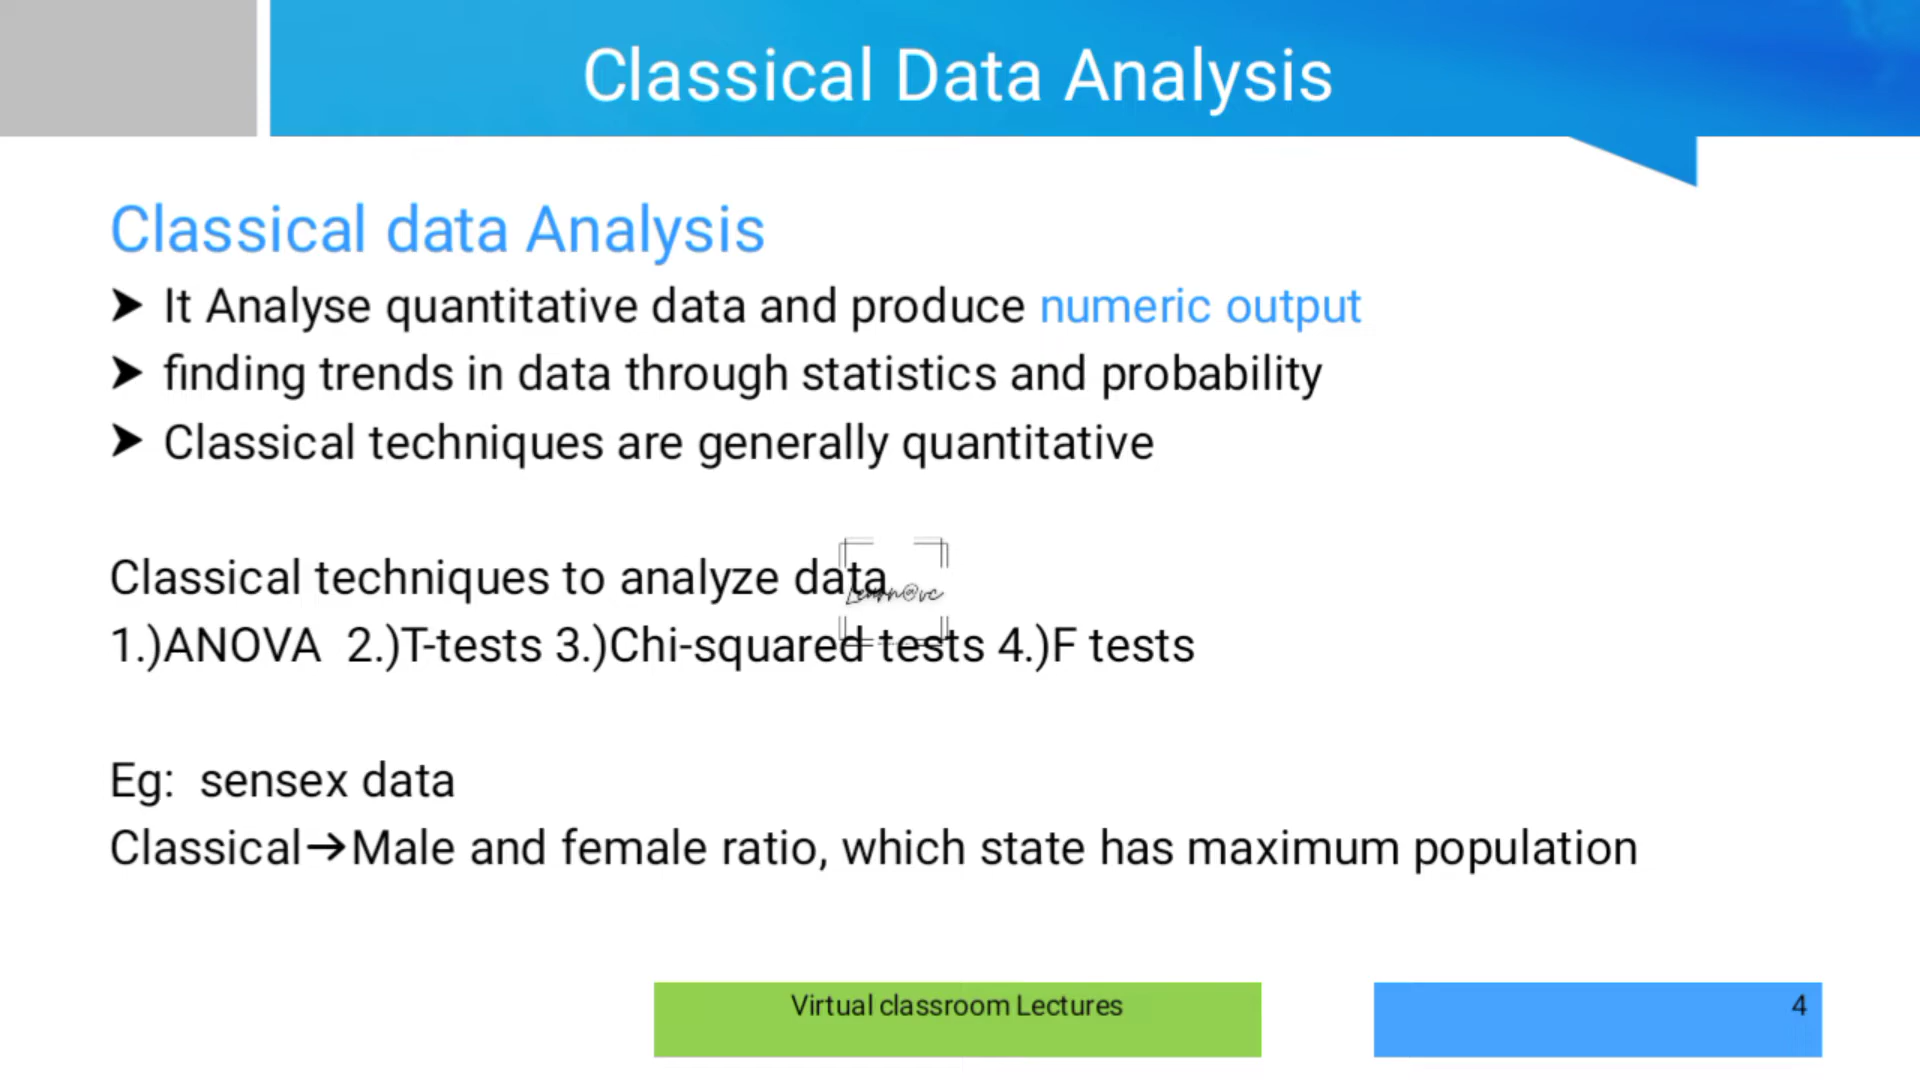 Classical Data Analysis
Classical data Analysis
➤ It Analyse quantitative data and produce numeric output
➤ finding trends in data through statistics and probability
➤ Classical techniques are generally quantitative
Classical techniques to analyze data
Learn@vc
1.)ANOVA  2.)T-tests 3.)Chi-squared tests 4.)F tests
Eg:  sensex data
Classical→Male and female ratio, which state has maximum population
Virtual classroom Lectures
4